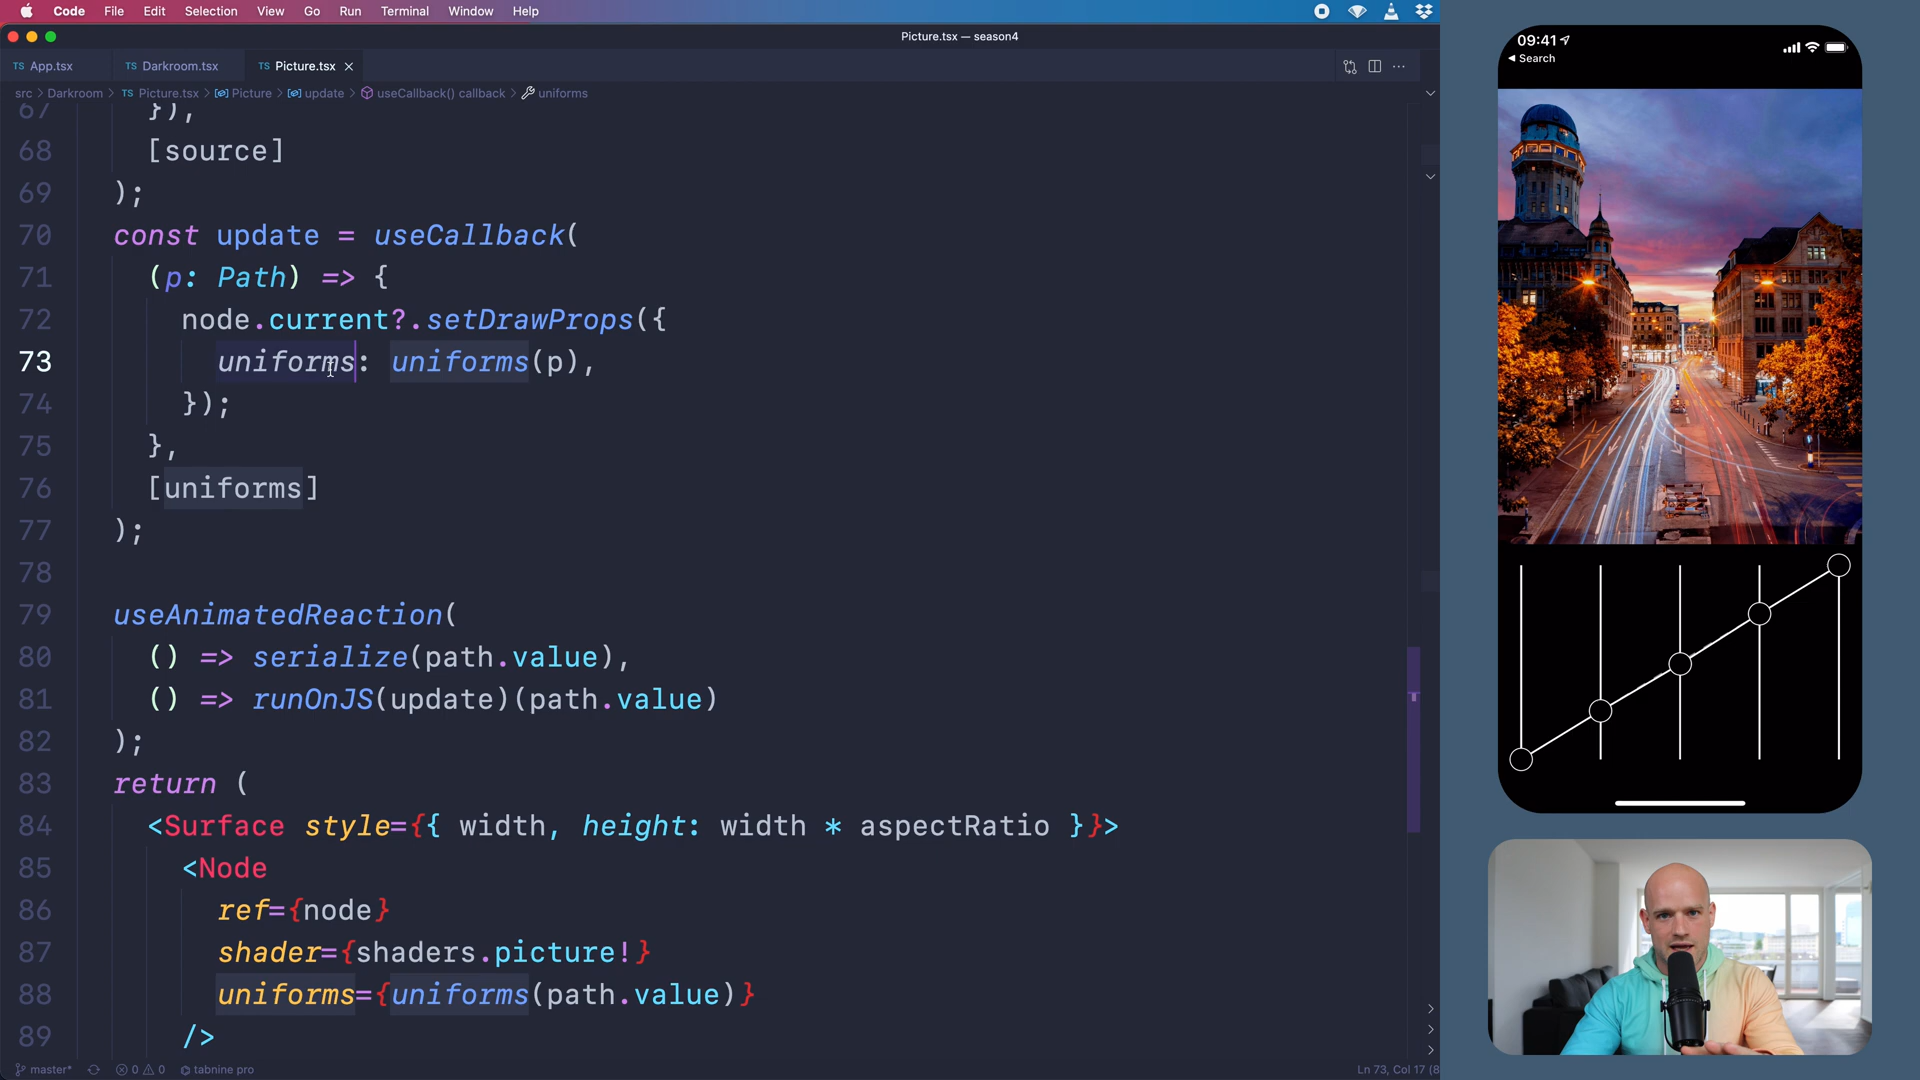 Code File Edit Selection View Go Run Terminal Window Help
Picture.tsx — season4
TS App.tsx TS Darkroom.tsx TS Picture.tsx
src > Darkroom > TS Picture.tsx > Picture > update > useCallback() callback > uniforms
67 }),
68 [source]
69 );
70 const update = useCallback(
71 (p: Path) => {
72 node.current?.setDrawProps({
73 uniforms: uniforms(p),
74 });
75 },
76 [uniforms]
77 );
78
79 useAnimatedReaction(
80 () => serialize(path.value),
81 () => runOnJS(update)(path.value)
82 );
83 return (
84 <Surface style={{ width, height: width * aspectRatio }}>
85 <Node
86 ref={node}
87 shader={shaders.picture!}
88 uniforms={uniforms(path.value)}
89 />
master* 0 0 tabnine pro
Ln 73, Col 17 (8
09:41
Search